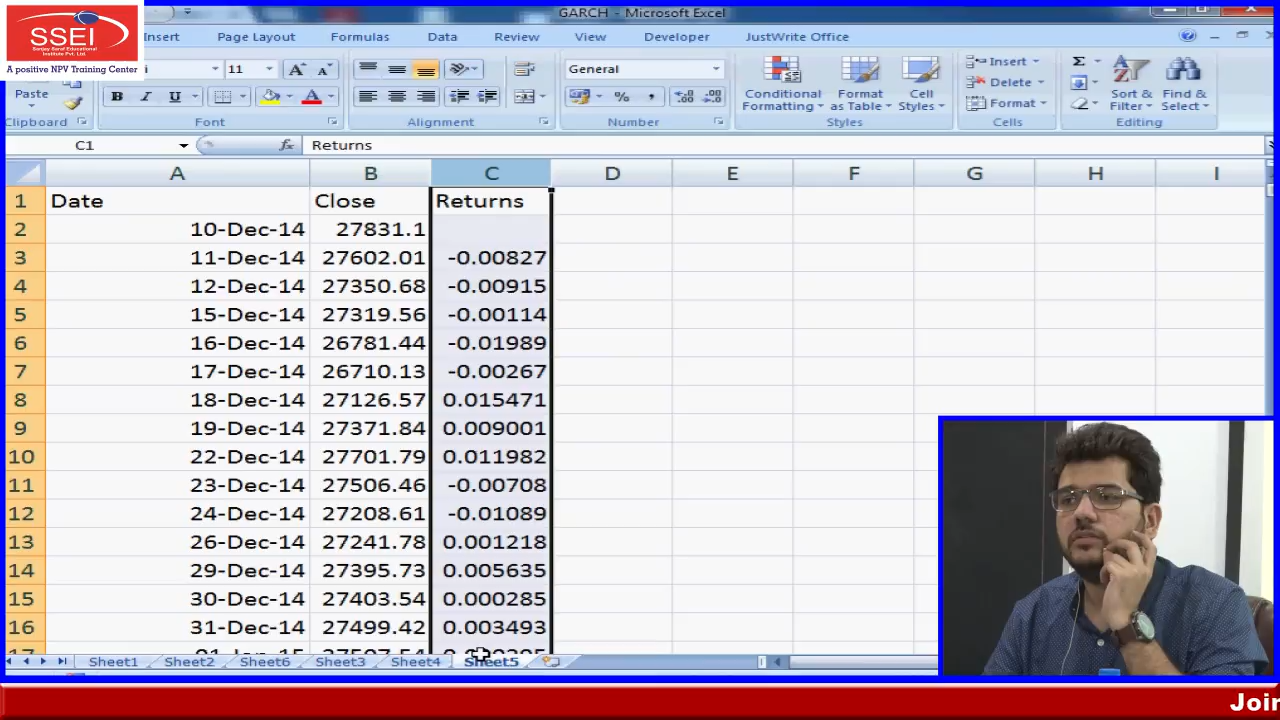 GARCH - Microsoft Excel
SSEI
Sanjay Saraf Educational
Institute Pvt. Ltd.
A positive NPV Training Center
Insert Page Layout Formulas Data Review View Developer JustWrite Office
11 A A General Conditional Formatting Format as Table Cell Styles Insert Delete Format Σ Sort & Filter Find & Select
Paste B I U A % ,
Clipboard Font Alignment Number Styles Cells Editing
C1 fx Returns
A B C D E F G H I
1 Date Close Returns
2 10-Dec-14 27831.1
3 11-Dec-14 27602.01 -0.00827
4 12-Dec-14 27350.68 -0.00915
5 15-Dec-14 27319.56 -0.00114
6 16-Dec-14 26781.44 -0.01989
7 17-Dec-14 26710.13 -0.00267
8 18-Dec-14 27126.57 0.015471
9 19-Dec-14 27371.84 0.009001
10 22-Dec-14 27701.79 0.011982
11 23-Dec-14 27506.46 -0.00708
12 24-Dec-14 27208.61 -0.01089
13 26-Dec-14 27241.78 0.001218
14 29-Dec-14 27395.73 0.005635
15 30-Dec-14 27403.54 0.000285
16 31-Dec-14 27499.42 0.003493
Sheet1 Sheet2 Sheet6 Sheet3 Sheet4 Sheet5
Join